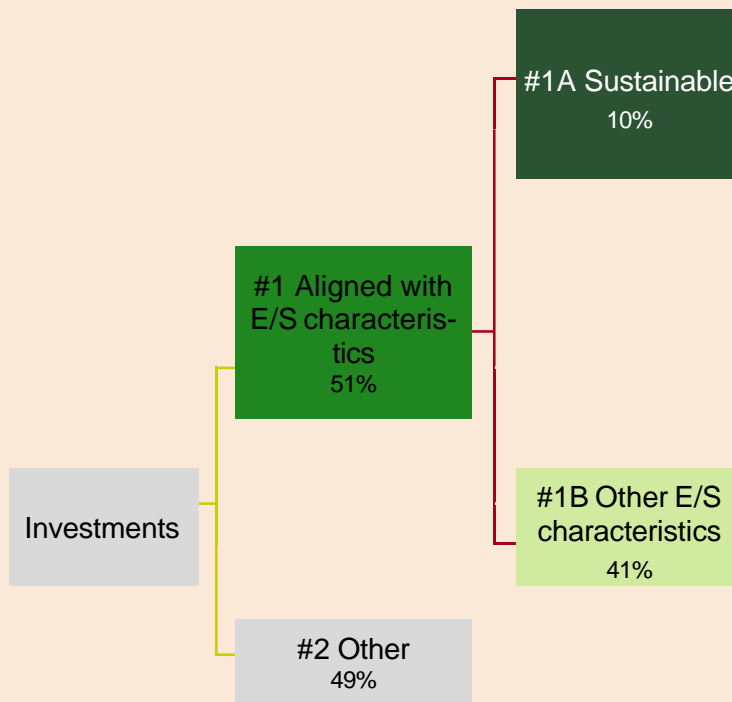 #1A Sustainable
10%
#1 Aligned with
E/S characteris-
tics
51%
Investments
#1B Other E/S
characteristics
41%
#2 Other
49%